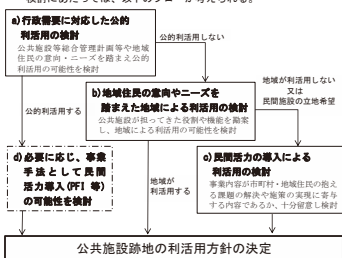 検討にあたっては、以下のフローが考えられる。
a)行政需要に対応した公的
利活用の検討
公共施設等総合管理計画等や地域
住民の意向・ニーズを踏まえ公的
利活用の可能性を検討
公的利活用しない
b)地域住民の意向やニーズを
踏まえた地域による利活用の検討
公共施設が担ってきた役割や機能を勘案
し、地域による利活用の可能性を検討
地域が利活用しない
又は
民間施設の立地希望
公的利活用する
d)必要に応じ、事業
手法として民間
活力導入(PFI 等)
の可能性を検討
地域が
利活用する
c)民間活力の導入による
利活用の検討
事業内容が市町村・地域住民の抱え
る課題の解決や施策の実現に寄与
する内容であるか、十分留意し検討
公共施設跡地の利活用方針の決定